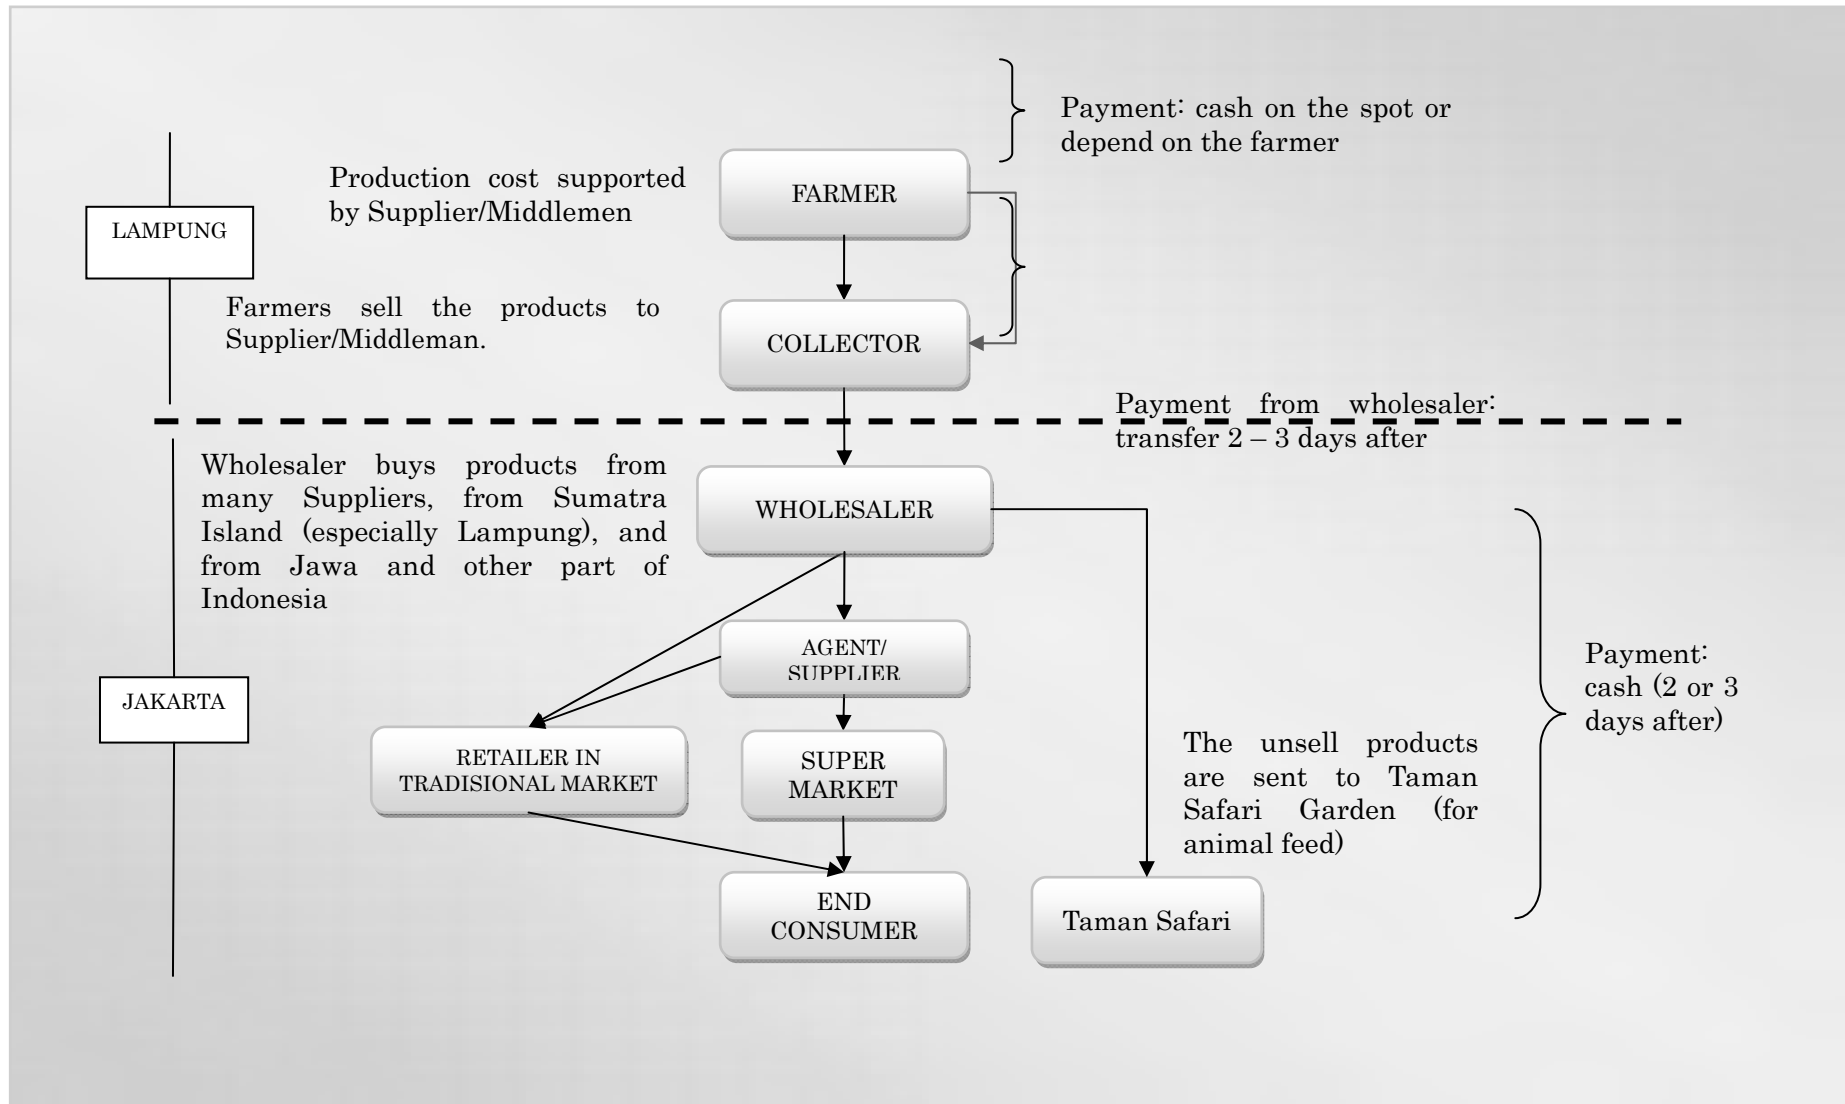 Payment: cash on the spot or
depend on the farmer
Production cost supported
by Supplier/Middlemen
FARMER
LAMPUNG
Farmers sell the products to
Supplier/Middleman.
COLLECTOR
Payment from wholesaler:
transfer 2 – 3 days after
Wholesaler buys products from
many Suppliers, from Sumatra
Island (especially Lampung), and
from Jawa and other part of
Indonesia
WHOLESALER
AGENT/
SUPPLIER
JAKARTA
RETAILER IN
TRADISIONAL MARKET
SUPER
MARKET
The unsell products
are sent to Taman
Safari Garden (for
animal feed)
Payment:
cash (2 or 3
days after)
END
CONSUMER
Taman Safari